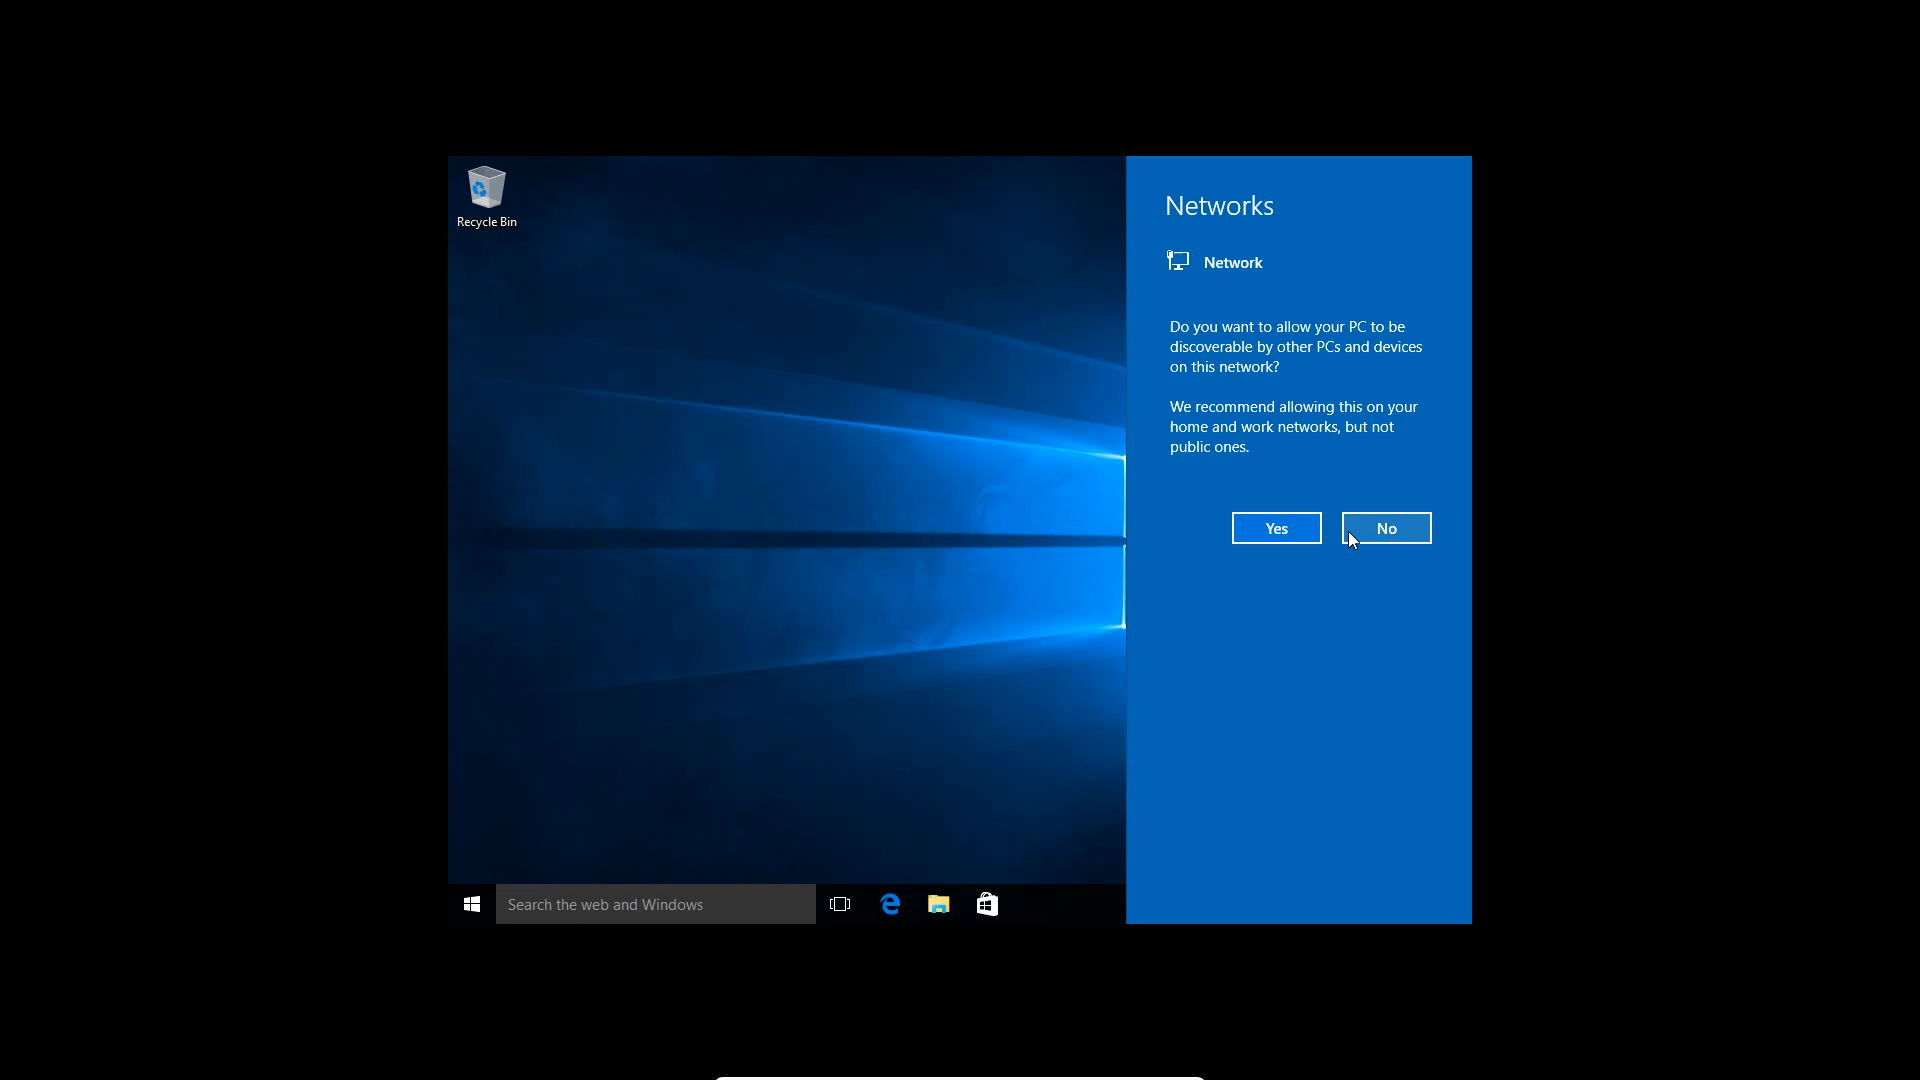 Recycle Bin
Networks
Network
Do you want to allow your PC to be
discoverable by other PCs and devices
on this network?
We recommend allowing this on your
home and work networks, but not
public ones.
Yes
No
Search the web and Windows